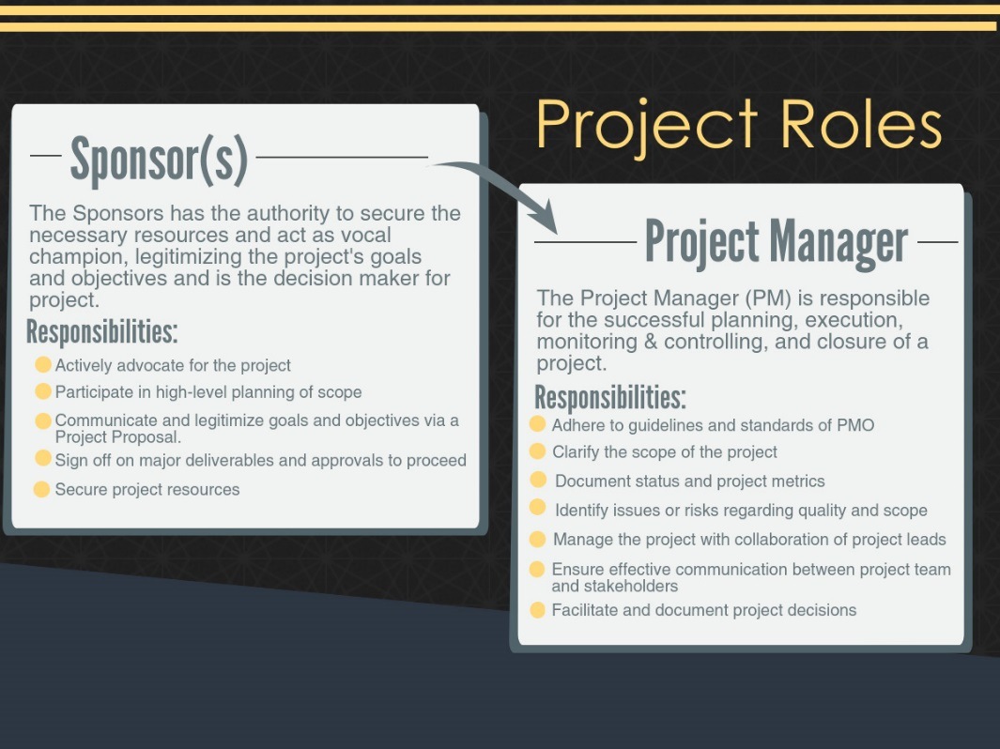 Project Roles
Sponsor(s)
The Sponsors has the authority to secure the
necessary resources and act as vocal
champion, legitimizing the project's goals
and objectives and is the decision maker for
project.
Responsibilities:
Actively advocate for the project
Participate in high-level planning of scope
Communicate and legitimize goals and objectives via a
Project Proposal.
Sign off on major deliverables and approvals to proceed
Secure project resources
Project Manager
The Project Manager (PM) is responsible
for the successful planning, execution,
monitoring & controlling, and closure of a
project.
Responsibilities:
Adhere to guidelines and standards of PMO
Clarify the scope of the project
Document status and project metrics
Identify issues or risks regarding quality and scope
Manage the project with collaboration of project leads
Ensure effective communication between project team
and stakeholders
Facilitate and document project decisions